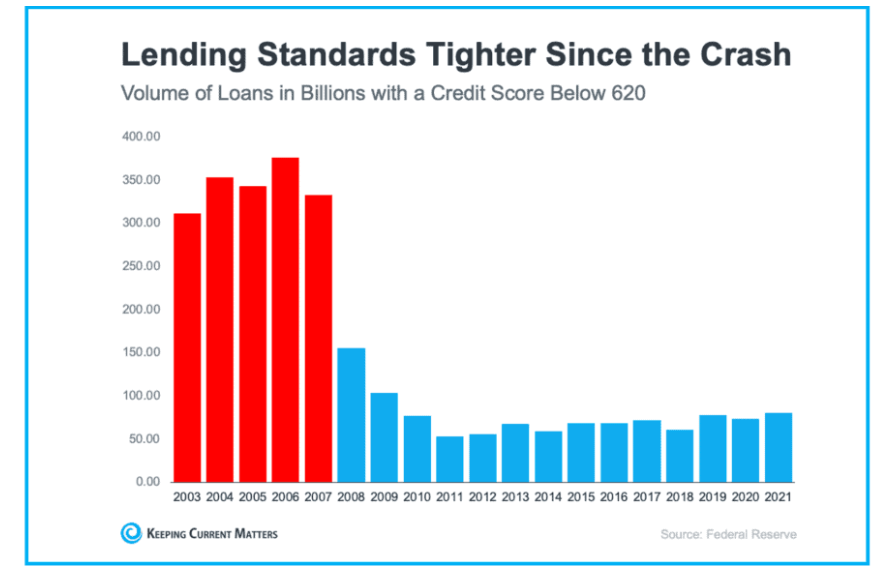 Lending Standards Tighter Since the Crash
Volume of Loans in Billions with a Credit Score Below 620
400.00
350.00
300.00
250.00
200.00
150.00
100.00
50.00
0.00
2003 2004 2005 2006 2007 2008 2009 2010 2011 2012 2013 2014 2015 2016 2017 2018 2019 2020 2021
KEEPING CURRENT MATTERS
Source: Federal Reserve